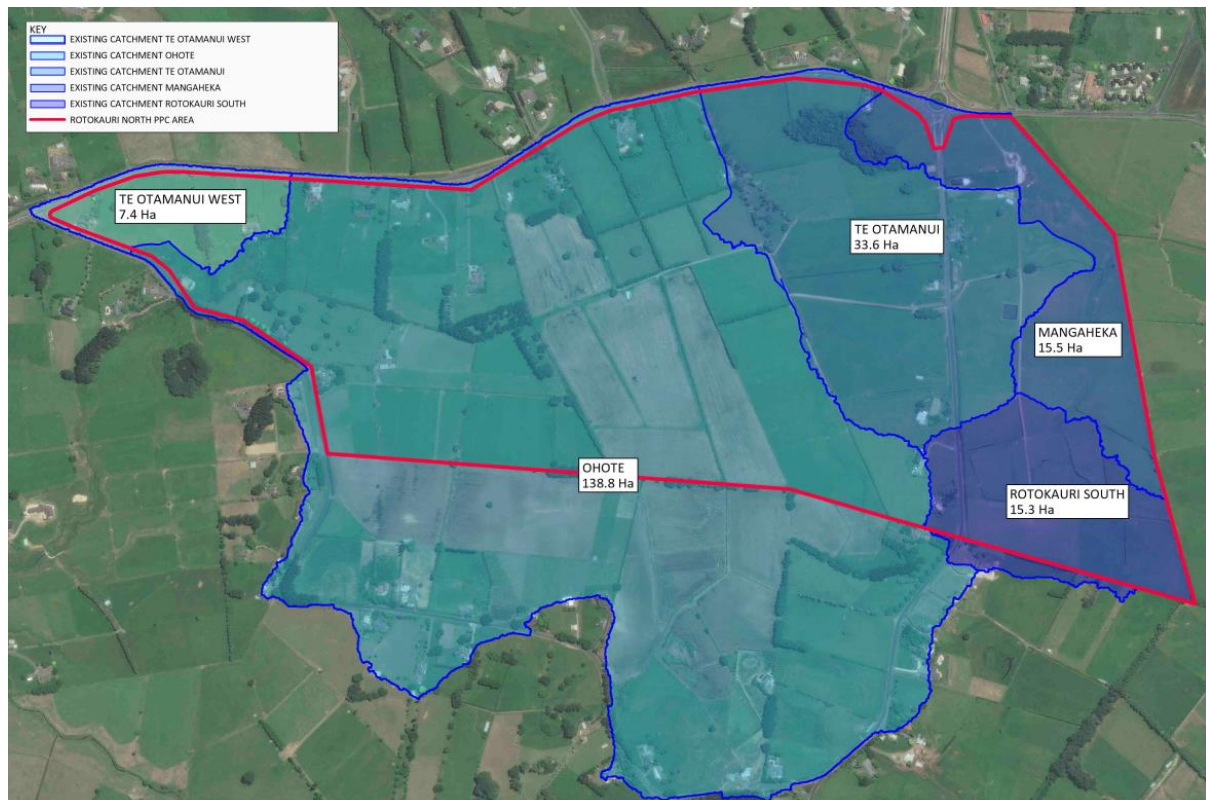 KEY
EXISTING CATCHMENT TE OTAMANUI WEST
EXISTING CATCHMENT OHOTE
EXISTING CATCHMENT TE OTAMANUI
EXISTING CATCHMENT MANGAHEKA
EXISTING CATCHMENT ROTOKAURI SOUTH
ROTOKAURI NORTH PPC AREA
TE OTAMANUI WEST
7.4 Ha
TE OTAMANUI
33.6 Ha
MANGAHEKA
15.5 Ha
OHOTE
138.8 Ha
ROTOKAURI SOUTH
15.3 Ha